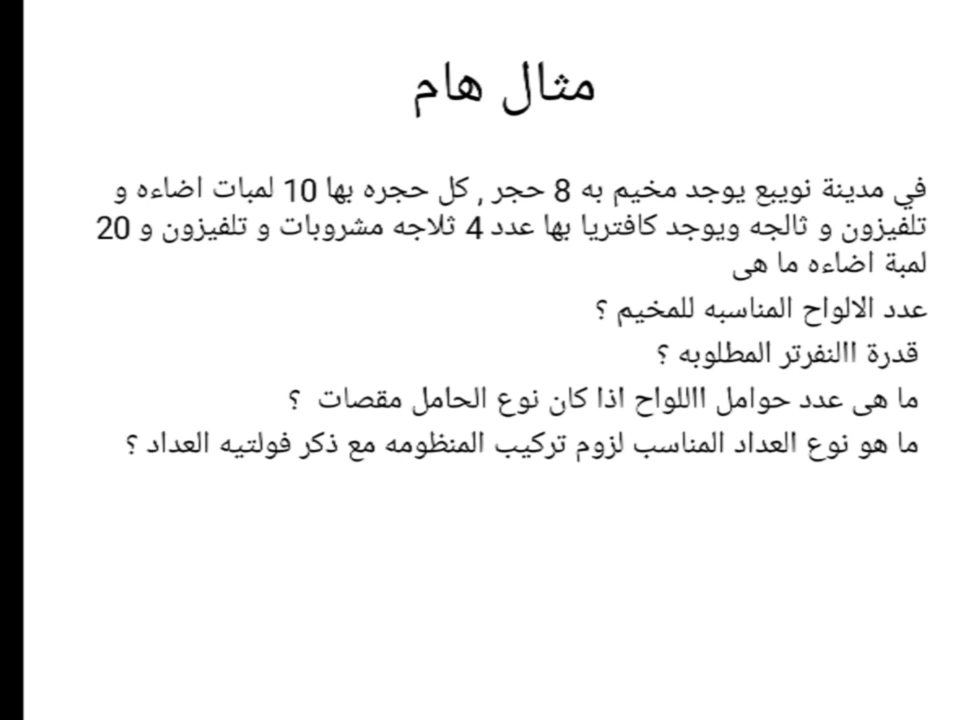 مثال هام
في مدينة نويبع يوجد مخيم به 8 حجر , كل حجره بها 10 لمبات اضاءه و
تلفيزون و ثالجه ويوجد كافتريا بها عدد 4 ثلاجه مشروبات و تلفيزون و 20
لمبة اضاءه ما هى
عدد الالواح المناسبه للمخيم ؟
قدرة االنفرتر المطلوبه ؟
ما هى عدد حوامل االلواح اذا كان نوع الحامل مقصات ؟
ما هو نوع العداد المناسب لزوم تركيب المنظومه مع ذكر فولتيه العداد ؟